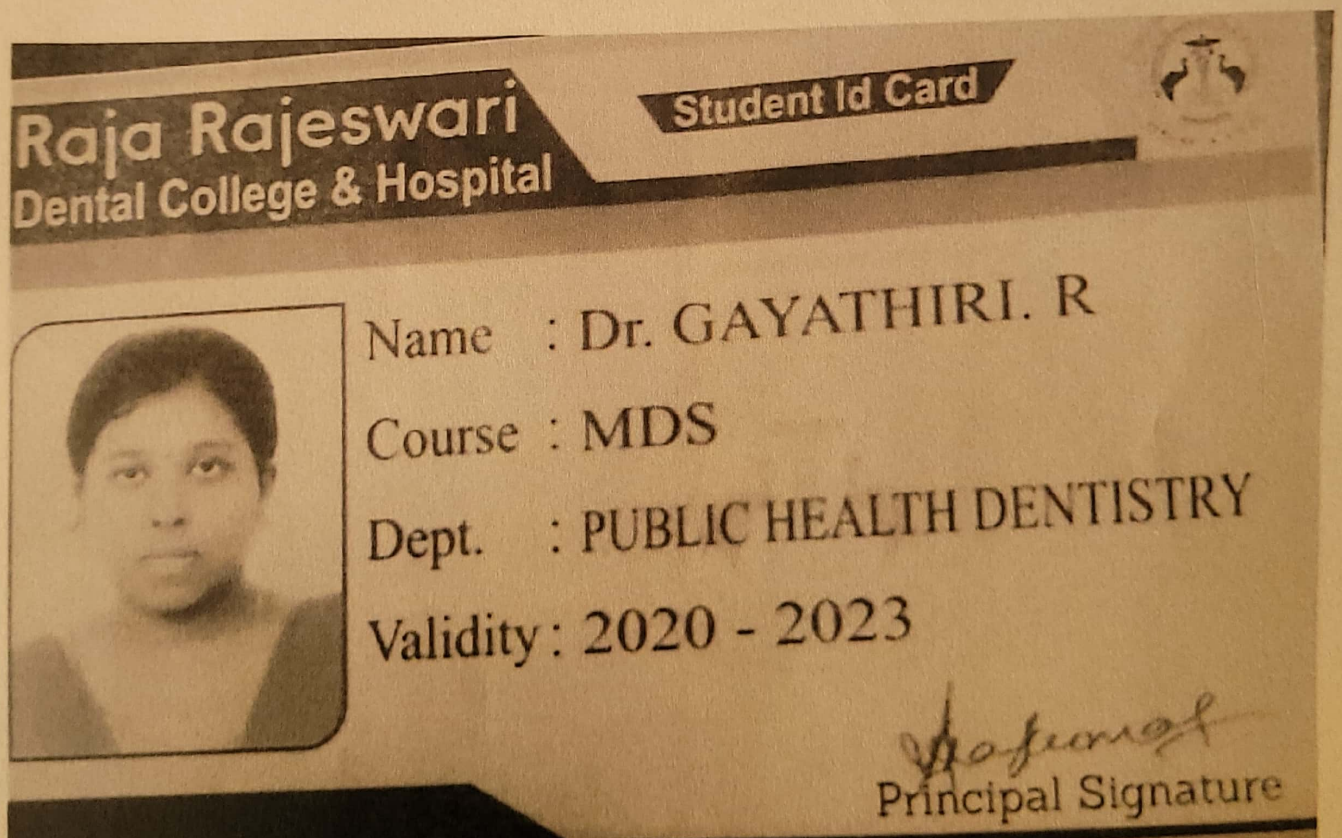 Raja Rajeswari
Dental College & Hospital
Student Id Card
Name : Dr. GAYATHIRI. R
Course : MDS
Dept. : PUBLIC HEALTH DENTISTRY
Validity : 2020 - 2023
Principal Signature